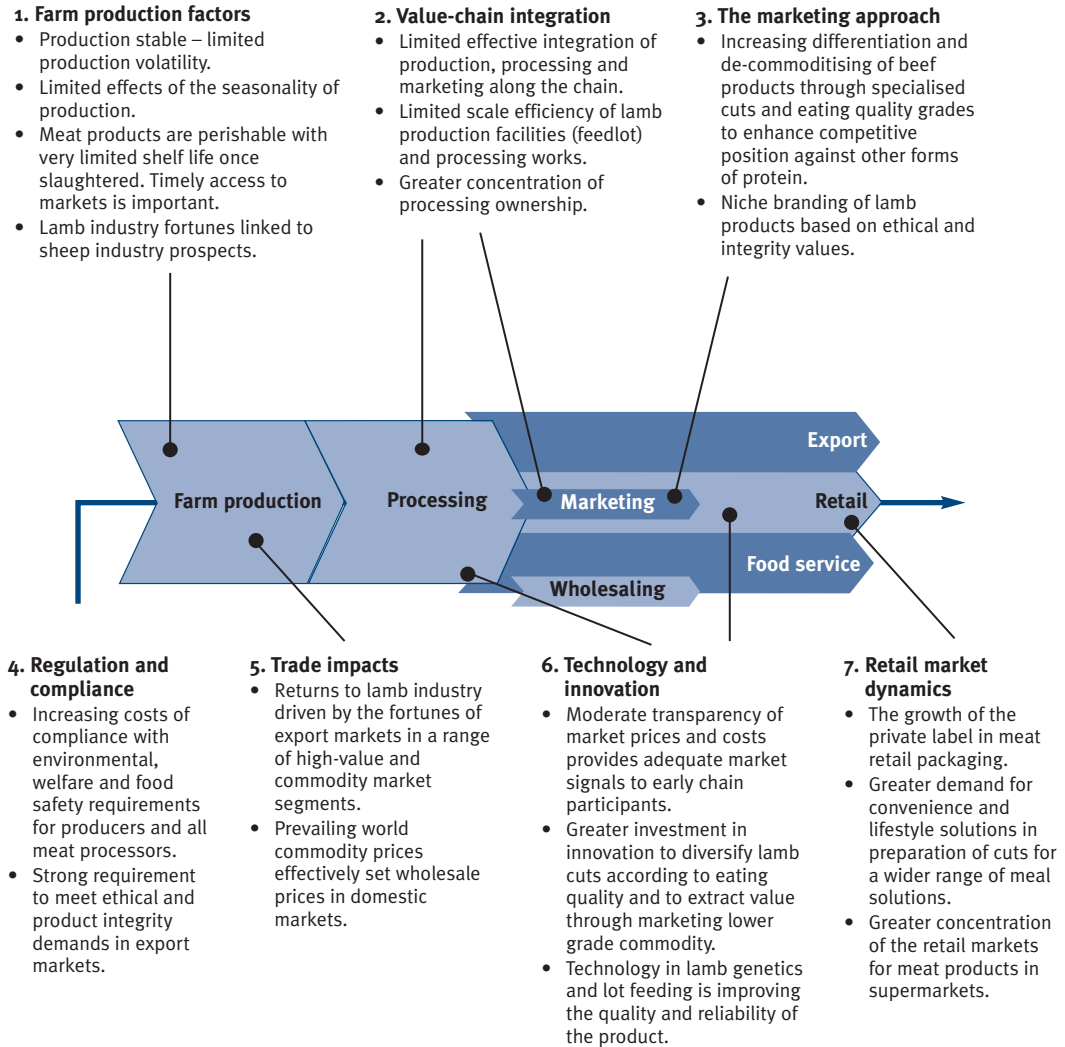 1. Farm production factors
• Production stable – limited
production volatility.
• Limited effects of the seasonality of
production.
• Meat products are perishable with
very limited shelf life once
slaughtered. Timely access to
markets is important.
• Lamb industry fortunes linked to
sheep industry prospects.
2. Value-chain integration
• Limited effective integration of
production, processing and
marketing along the chain.
• Limited scale efficiency of lamb
production facilities (feedlot)
and processing works.
• Greater concentration of
processing ownership.
3. The marketing approach
• Increasing differentiation and
de-commoditising of beef
products through specialised
cuts and eating quality grades
to enhance competitive
position against other forms
of protein.
• Niche branding of lamb
products based on ethical and
integrity values.
Export
Farm production
Processing
Marketing
Retail
Food service
Wholesaling
4. Regulation and
compliance
• Increasing costs of
compliance with
environmental,
welfare and food
safety requirements
for producers and all
meat processors.
• Strong requirement
to meet ethical and
product integrity
demands in export
markets.
5. Trade impacts
• Returns to lamb industry
driven by the fortunes of
export markets in a range
of high-value and
commodity market
segments.
• Prevailing world
commodity prices
effectively set wholesale
prices in domestic
markets.
6. Technology and
innovation
• Moderate transparency of
market prices and costs
provides adequate market
signals to early chain
participants.
• Greater investment in
innovation to diversify lamb
cuts according to eating
quality and to extract value
through marketing lower
grade commodity.
• Technology in lamb genetics
and lot feeding is improving
the quality and reliability of
the product.
7. Retail market
dynamics
• The growth of the
private label in meat
retail packaging.
• Greater demand for
convenience and
lifestyle solutions in
preparation of cuts for
a wider range of meal
solutions.
• Greater concentration
of the retail markets
for meat products in
supermarkets.